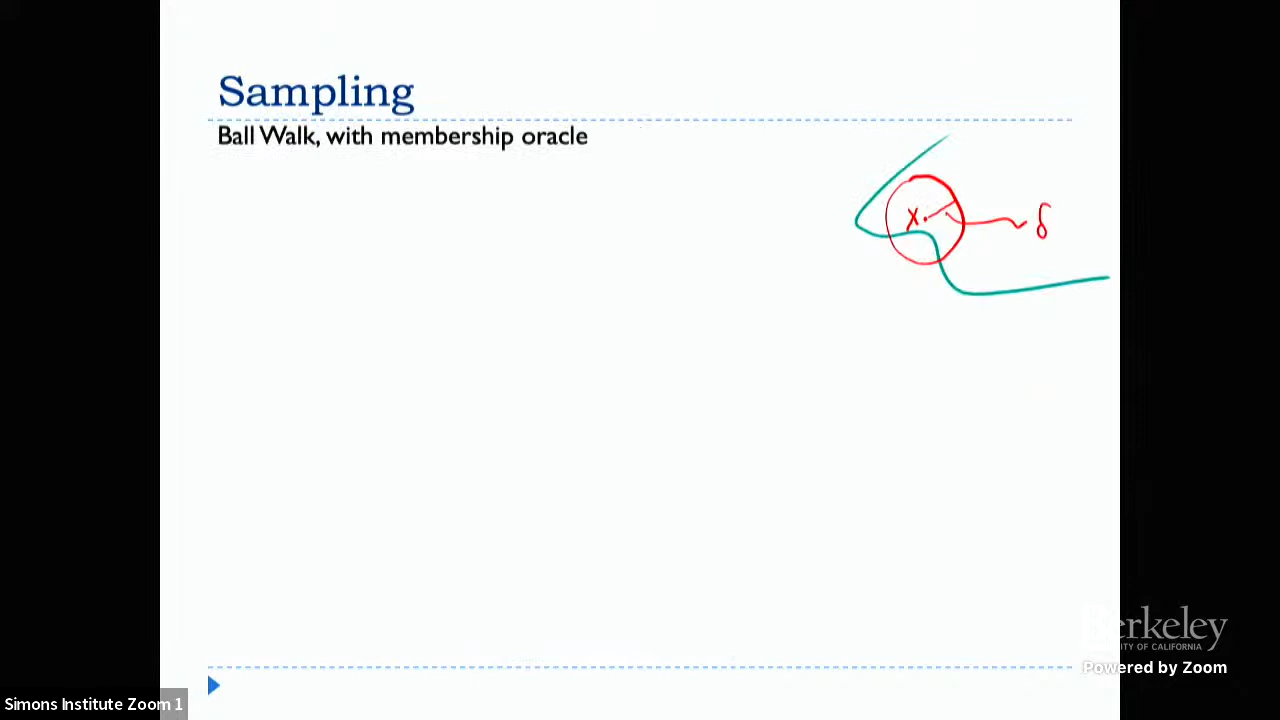 Sampling
Ball Walk, with membership oracle
x
δ
Berkeley
UNIVERSITY OF CALIFORNIA
Powered by Zoom
Simons Institute Zoom 1